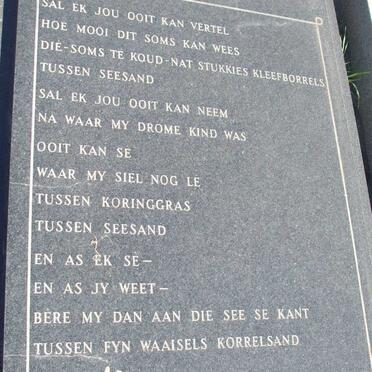 SAL EK JOU OOIT KAN VERTEL
HOE MOOI DIT SOMS KAN WEES
DIÉ-SOMS TE KOUD-NAT STUKKIES KLEEFBORRELS
TUSSEN SEESAND
SAL EK JOU OOIT KAN NEEM
NA WAAR MY DROME KIND WAS
OOIT KAN SE
WAAR MY SIEL NOG LE
TUSSEN KORINGGRAS
TUSSEN SEESAND
EN AS EK SE—
EN AS JY WEET—
BÊRE MY DAN AAN DIE SEE SE KANT
TUSSEN FYN WAAISELS KORRELSAND